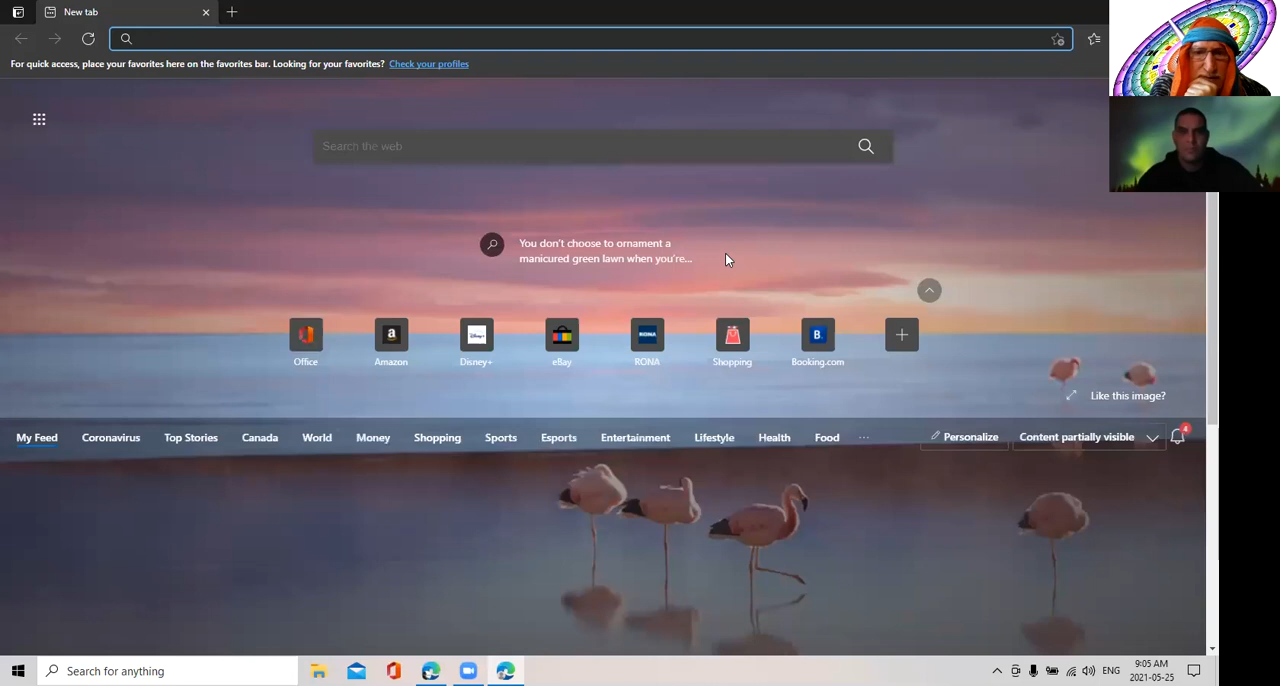 New tab
For quick access, place your favorites here on the favorites bar. Looking for your favorites? Check your profiles
Search the web
You don't choose to ornament a
manicured green lawn when you're...
a
Disney+
RONA
B.
Office Amazon Disney+ eBay RONA Shopping Booking.com
Like this image?
My Feed Coronavirus Top Stories Canada World Money Shopping Sports Esports Entertainment Lifestyle Health Food ... Personalize Content partially visible 4
Search for anything
ENG
9:05 AM
2021-05-25